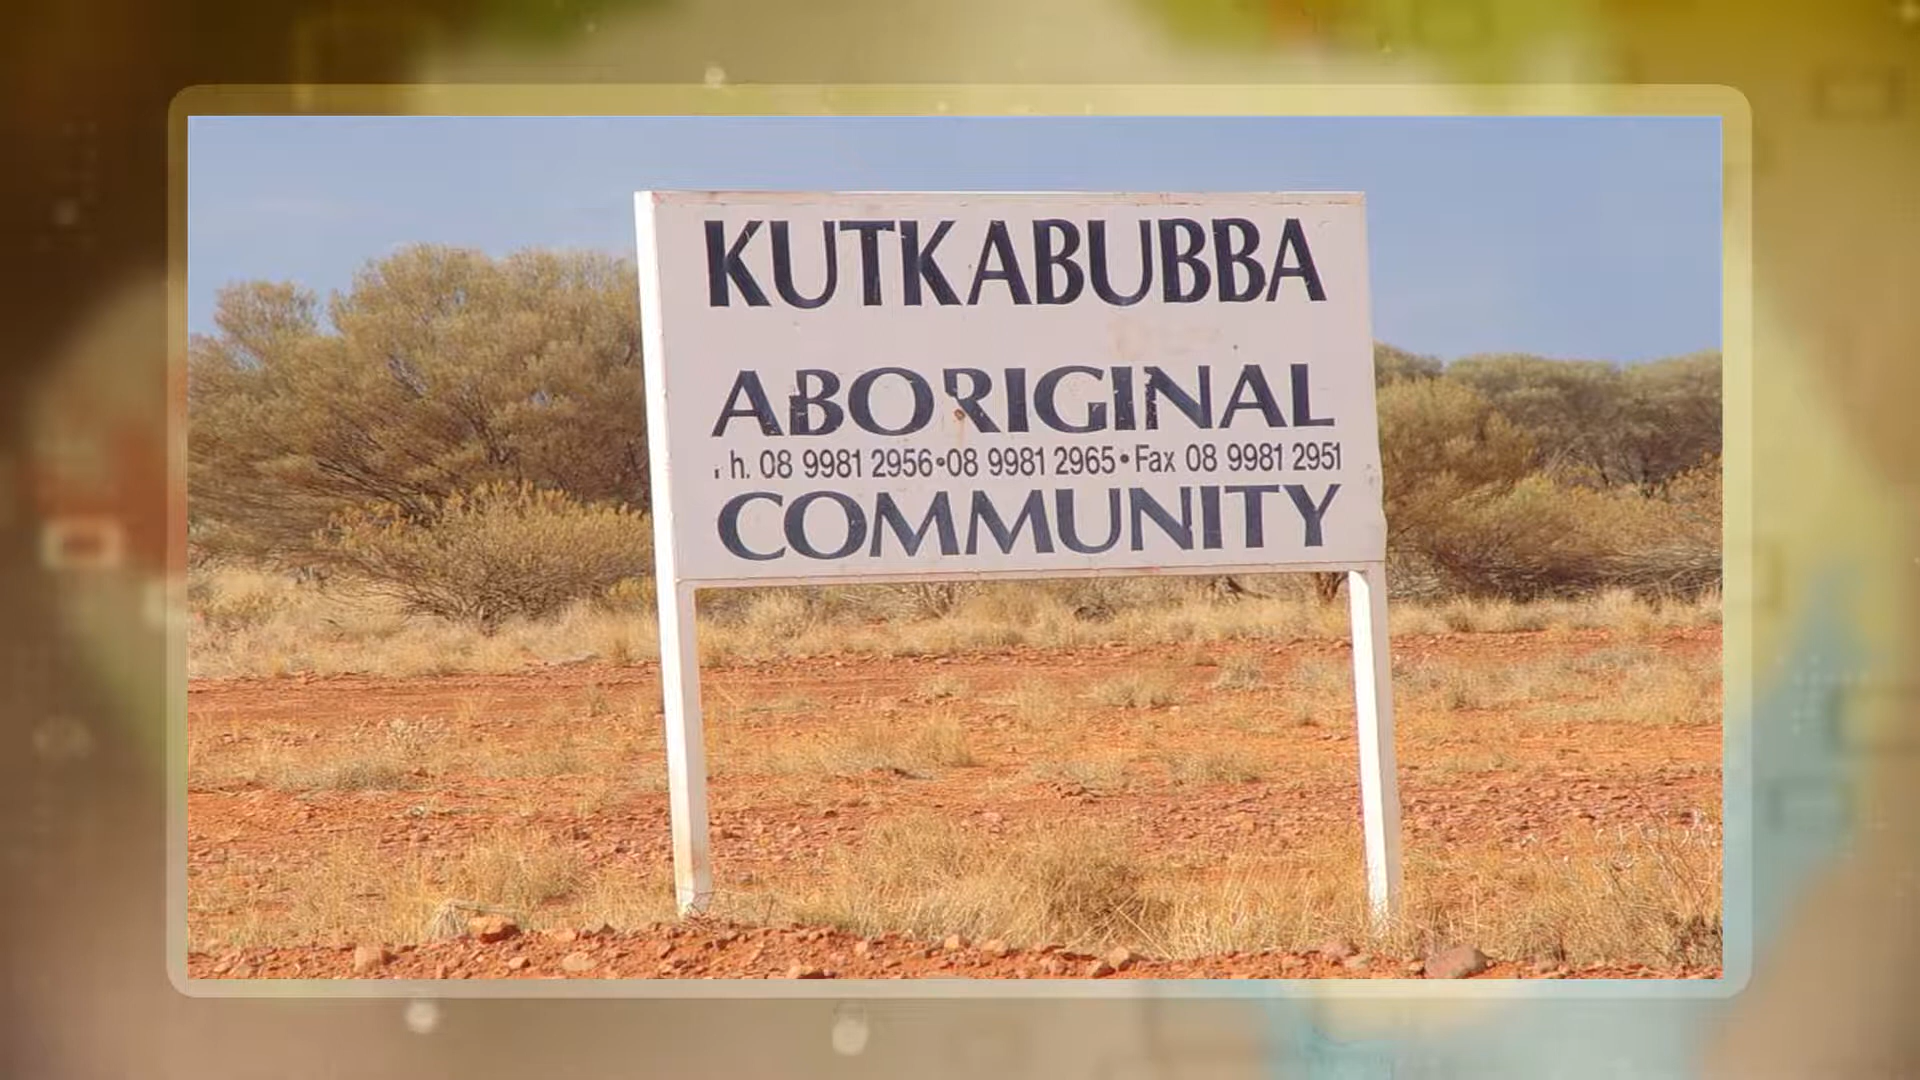 KUTKABUBBA
ABORIGINAL
h. 08 9981 2956•08 9981 2965•Fax 08 9981 2951
COMMUNITY